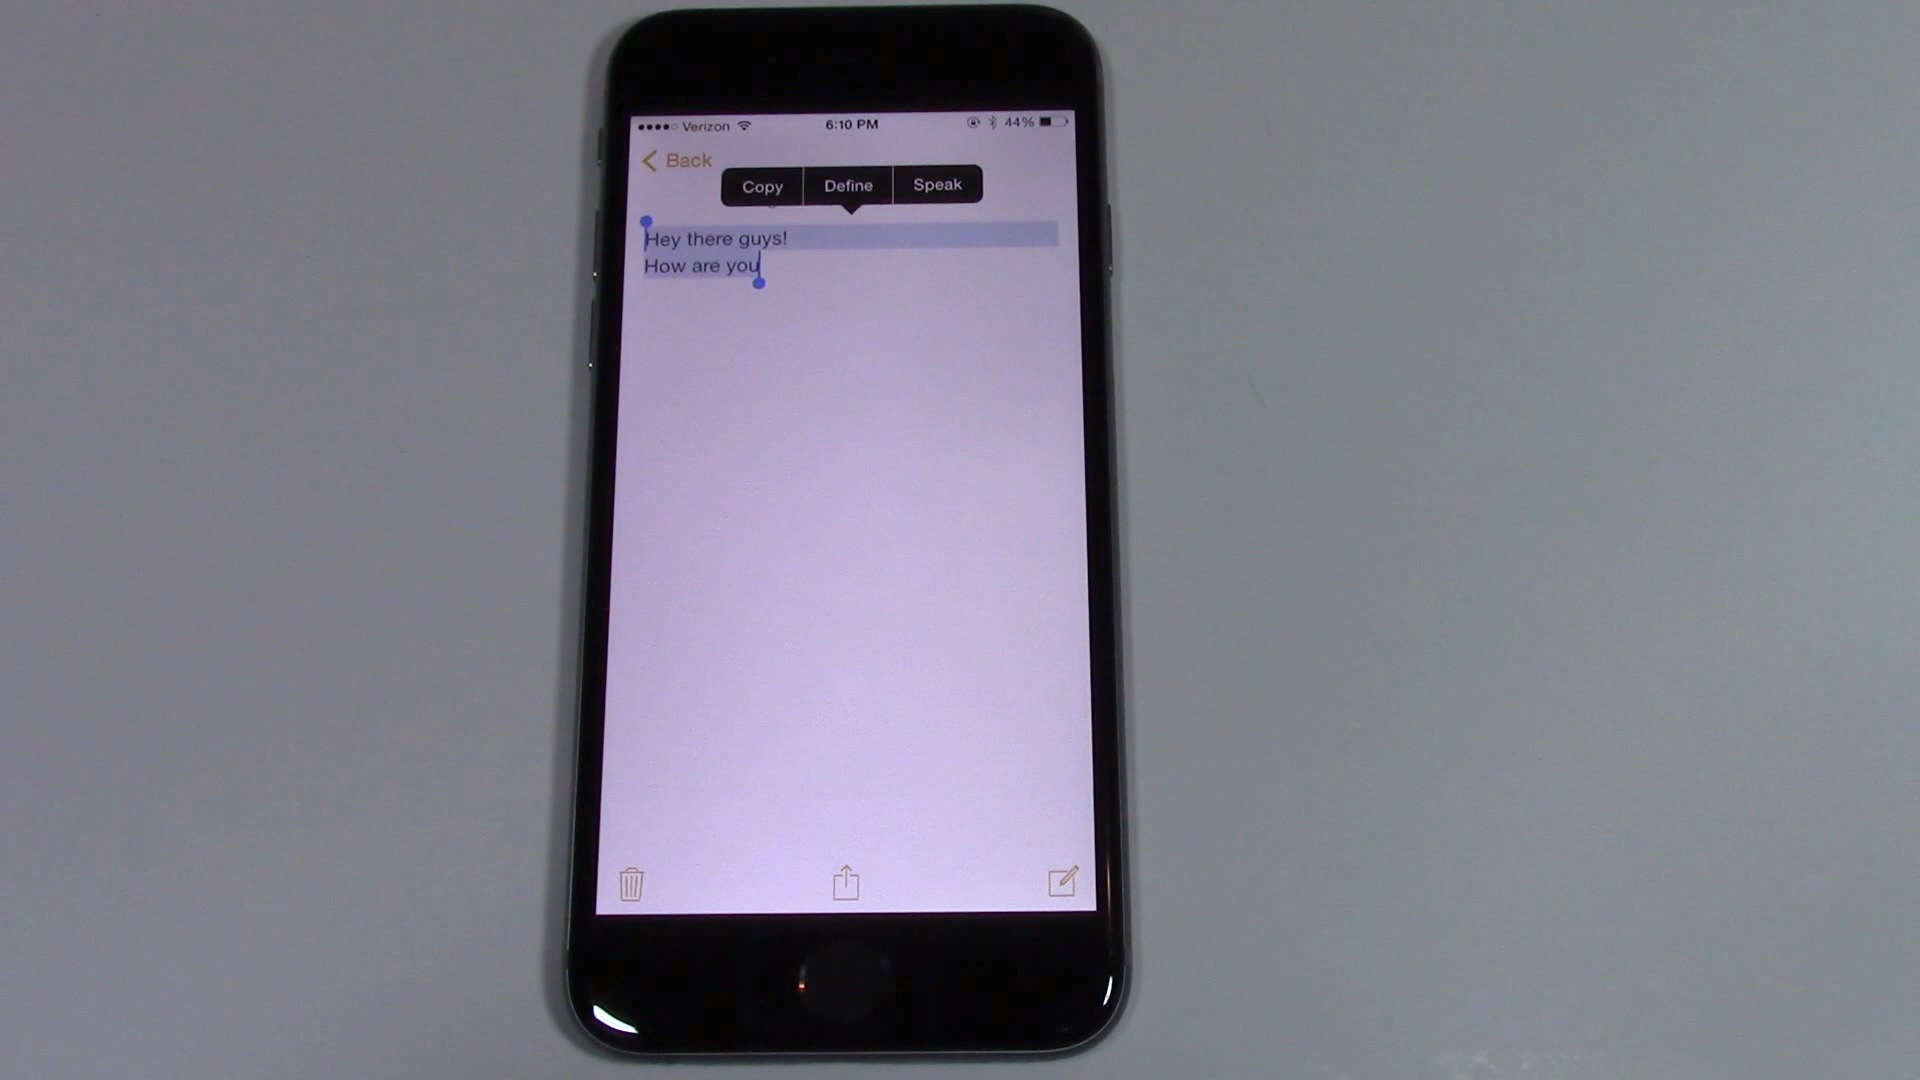 Verizon 6:10 PM 44%
Back
Copy Define Speak
Hey there guys!
How are you